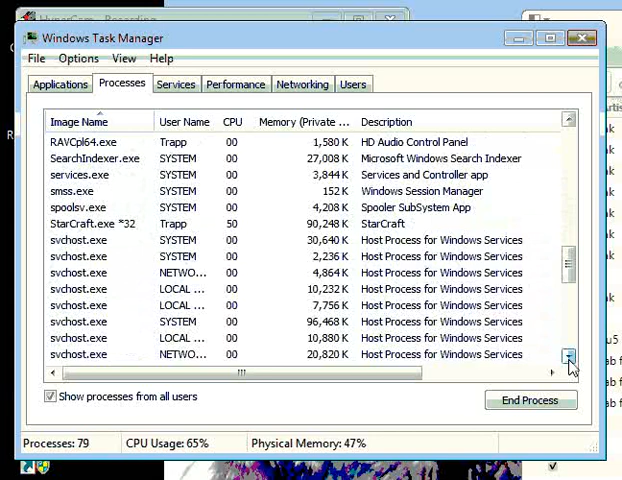 HyperCam - Recording
Windows Task Manager
File Options View Help
Applications Processes Services Performance Networking Users
Image Name User Name CPU Memory (Private ... Description
RAVCpl64.exe Trapp 00 1,580 K HD Audio Control Panel
SearchIndexer.exe SYSTEM 00 27,008 K Microsoft Windows Search Indexer
services.exe SYSTEM 00 3,844 K Services and Controller app
smss.exe SYSTEM 00 152 K Windows Session Manager
spoolsv.exe SYSTEM 00 4,208 K Spooler SubSystem App
StarCraft.exe *32 Trapp 50 90,248 K StarCraft
svchost.exe SYSTEM 00 30,640 K Host Process for Windows Services
svchost.exe SYSTEM 00 2,236 K Host Process for Windows Services
svchost.exe NETWO... 00 4,864 K Host Process for Windows Services
svchost.exe LOCAL ... 00 10,232 K Host Process for Windows Services
svchost.exe LOCAL ... 00 7,756 K Host Process for Windows Services
svchost.exe SYSTEM 00 96,468 K Host Process for Windows Services
svchost.exe LOCAL ... 00 10,880 K Host Process for Windows Services
svchost.exe NETWO... 00 20,820 K Host Process for Windows Services
Show processes from all users
End Process
Processes: 79 CPU Usage: 65% Physical Memory: 47%